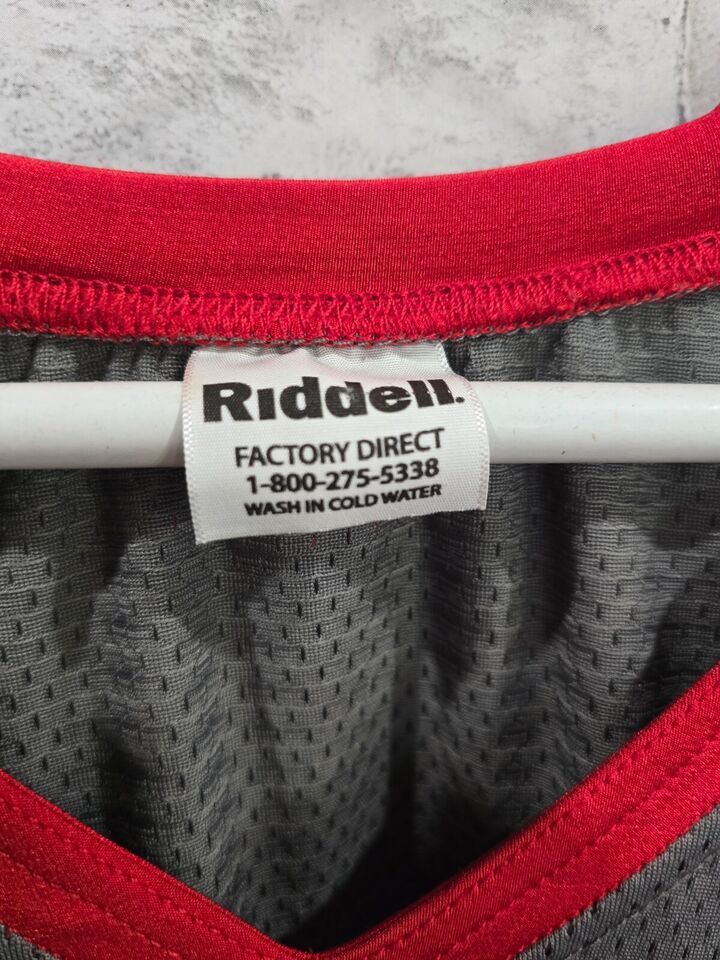 Riddell.
FACTORY DIRECT
1-800-275-5338
WASH IN COLD WATER